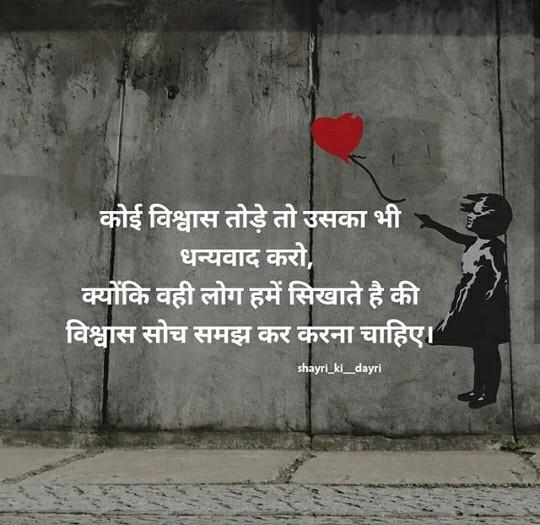 कोई विश्वास तोड़े तो उसका भी
धन्यवाद करो,
क्योंकि वही लोग हमें सिखाते है की
विश्वास सोच समझ कर करना चाहिए।
shayri_ki__dayri